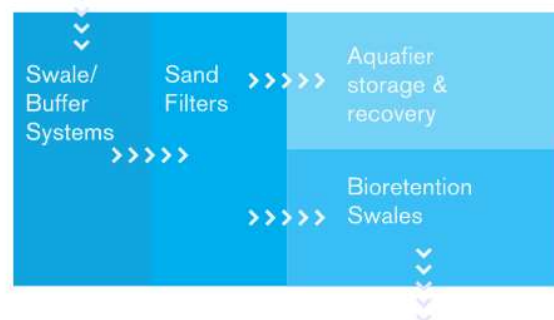 Swale/
Buffer
Systems
Sand
Filters
Aquafier
storage &
recovery
Bioretention
Swales